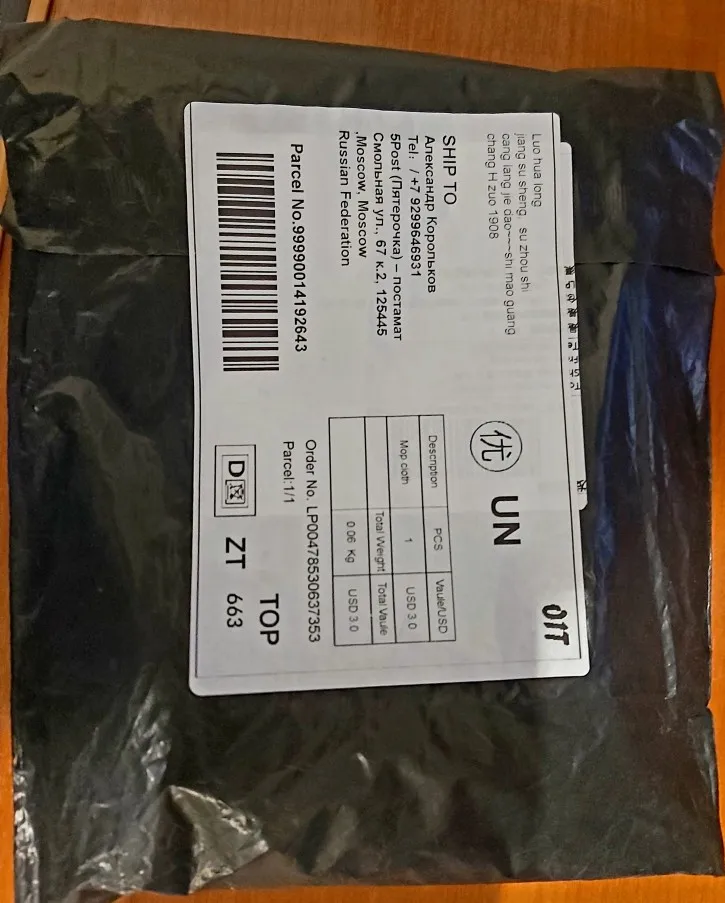 Luo hua long
jiang su sheng, su zhou shi
cang lang jie dao~~~shi mao guang
chang H zuo 1908
优
UN
01T
SHIP TO
Александр Корольков
Tel: / +7 9299646931
5Post (Пятерочка) – постамат
Смольная ул., 67 к.2, 125445
,Moscow, Moscow
Russian Federation
Description PCS Vaule/USD
Mop cloth 1 USD 3.0
Total Weight Total Vaule
0.06 Kg USD 3.0
Parcel No.99990014192643
Order No. LP00478530637353
Parcel:1/1
D
TOP
ZT 663